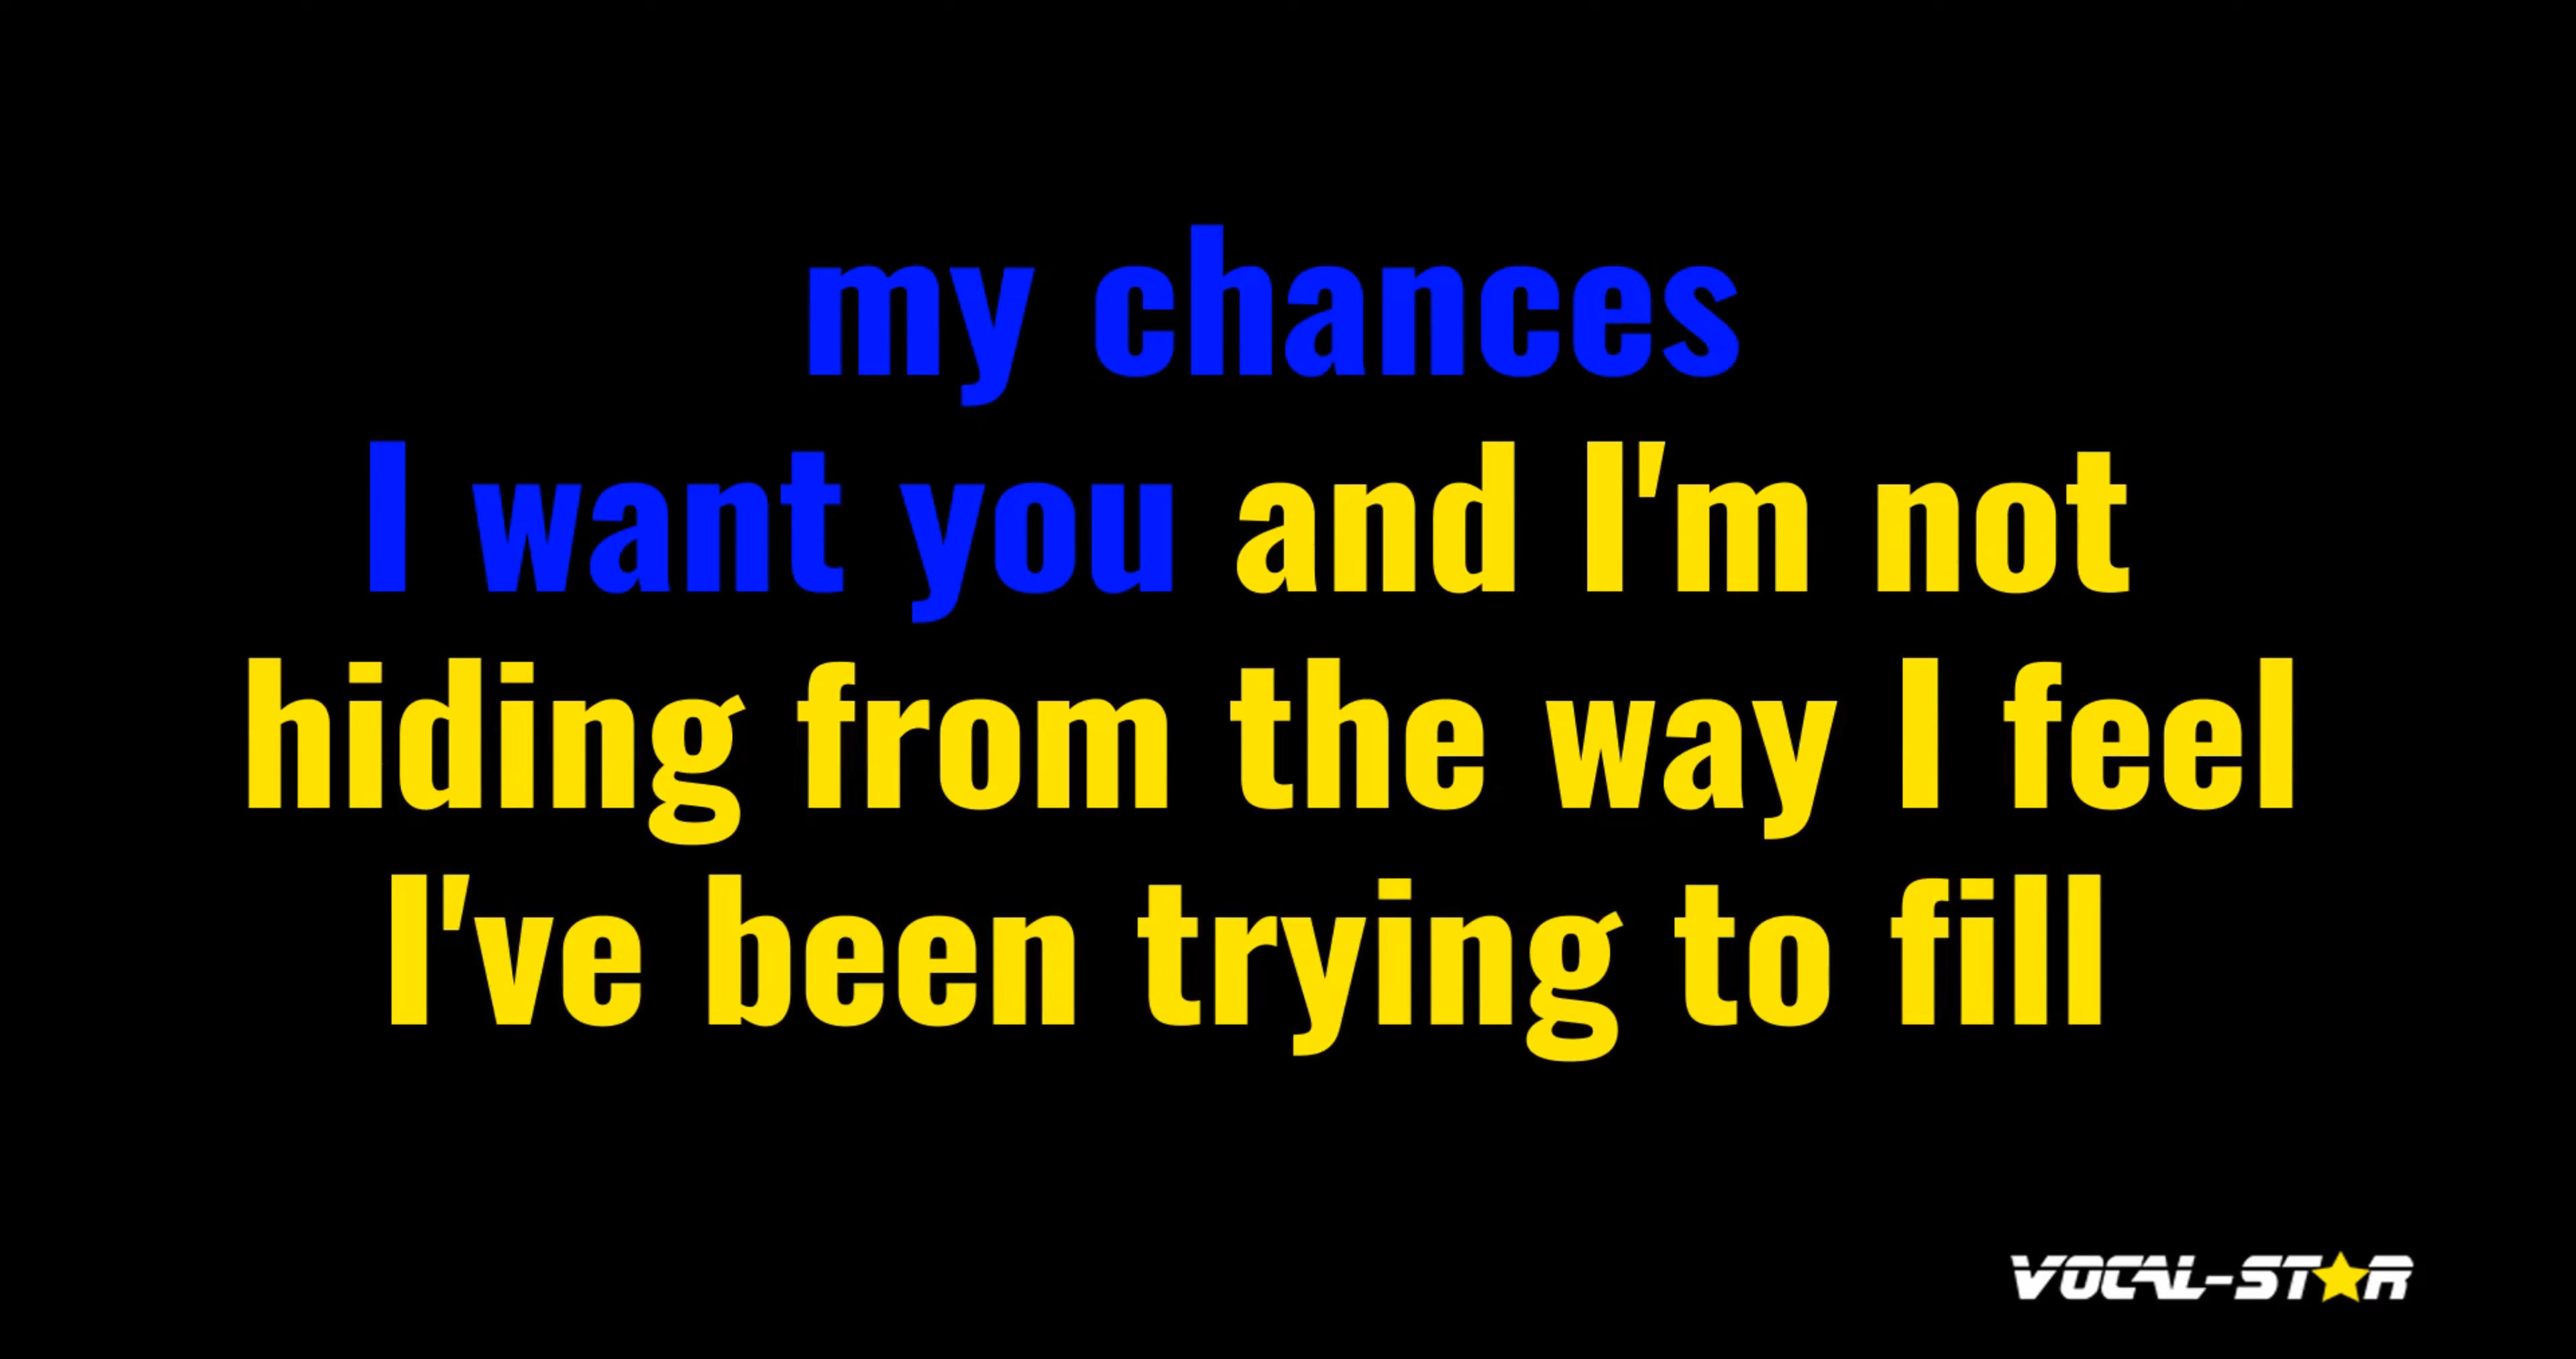 my chances
I want you and I'm not
hiding from the way I feel
I've been trying to fill
VOCAL-STAR